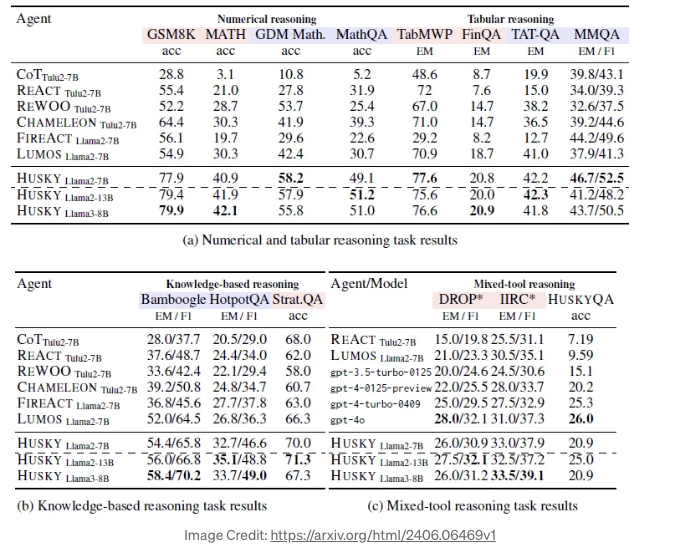 Agent Numerical reasoning Tabular reasoning
GSM8K MATH GDM Math. MathQA TabMWP FinQA TAT-QA MMQA
acc acc acc acc EM EM EM EM / F1
CoT Tulu2-7B 28.8 3.1 10.8 5.2 48.6 8.7 19.9 39.8/43.1
REACT Tulu2-7B 55.4 21.0 27.8 31.9 72 7.6 15.0 34.0/39.3
REWOO Tulu2-7B 52.2 28.7 53.7 25.4 67.0 14.7 38.2 32.6/37.5
CHAMELEON Tulu2-7B 64.4 30.3 41.9 39.3 71.0 14.7 36.5 39.2/44.6
FIREACT Llama2-7B 56.1 19.7 29.6 22.6 29.2 8.2 12.7 44.2/49.6
LUMOS Llama2-7B 54.9 30.3 42.4 30.7 70.9 18.7 41.0 37.9/41.3
HUSKY Llama2-7B 77.9 40.9 58.2 49.1 77.6 20.8 42.2 46.7/52.5
HUSKY Llama2-13B 79.4 41.9 57.9 51.2 75.6 20.0 42.3 41.2/48.2
HUSKY Llama3-8B 79.9 42.1 55.8 51.0 76.6 20.9 41.8 43.7/50.5
(a) Numerical and tabular reasoning task results
Agent Knowledge-based reasoning
Bamboogle HotpotQA Strat.QA
EM / F1 EM / F1 acc
CoT Tulu2-7B 28.0/37.7 20.5/29.0 68.0
REACT Tulu2-7B 37.6/48.7 24.4/34.0 62.0
REWOO Tulu2-7B 33.6/42.4 22.1/29.4 58.0
CHAMELEON Tulu2-7B 39.2/50.8 24.8/34.7 60.7
FIREACT Llama2-7B 36.8/45.6 27.7/37.8 63.0
LUMOS Llama2-7B 52.0/64.5 26.8/36.3 66.3
HUSKY Llama2-7B 54.4/65.8 32.7/46.6 70.0
HUSKY Llama2-13B 56.0/66.8 35.1/48.8 71.3
HUSKY Llama3-8B 58.4/70.2 33.7/49.0 67.3
(b) Knowledge-based reasoning task results
Agent/Model Mixed-tool reasoning
DROP* IIRC* HUSKYQA
EM / F1 EM / F1 acc
REACT Tulu2-7B 15.0/19.8 25.5/31.1 7.19
LUMOS Llama2-7B 21.0/23.3 30.5/35.1 9.59
gpt-3.5-turbo-0125 20.0/24.6 24.5/30.6 15.1
gpt-4-0125-preview 22.0/25.5 28.0/33.7 20.2
gpt-4-turbo-0409 25.0/29.5 27.5/32.9 25.3
gpt-4o 28.0/32.1 31.0/37.3 26.0
HUSKY Llama2-7B 26.0/30.9 33.0/37.9 20.9
HUSKY Llama2-13B 27.5/32.1 32.5/37.2 25.0
HUSKY Llama3-8B 26.0/31.2 33.5/39.1 20.9
(c) Mixed-tool reasoning task results
Image Credit: https://arxiv.org/html/2406.06469v1